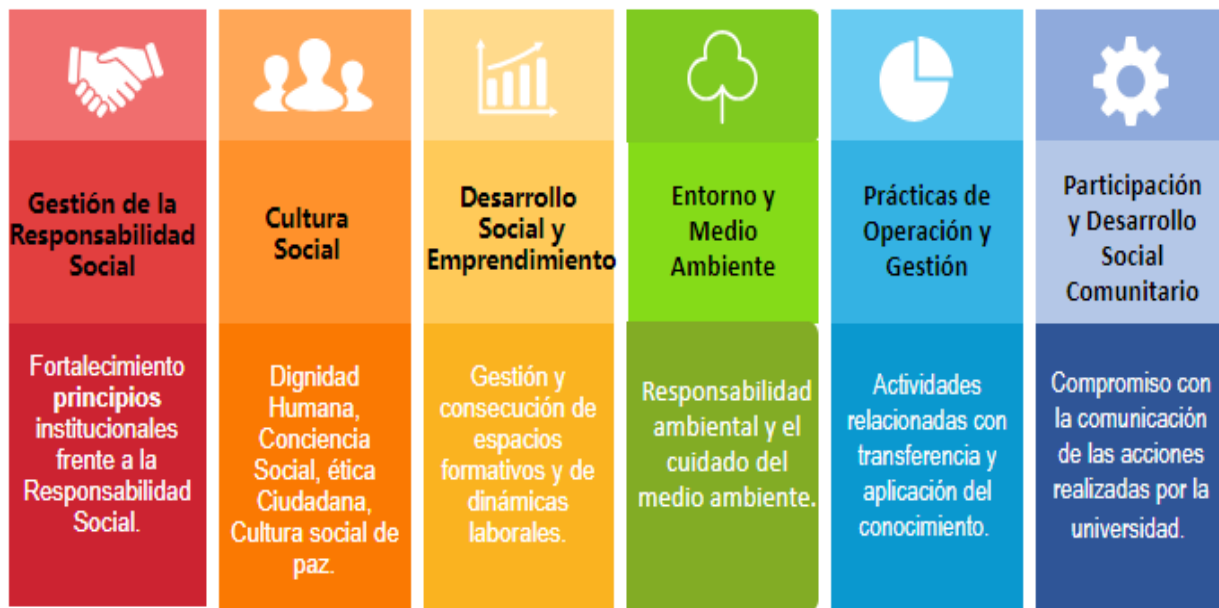 Gestión de la
Responsabilidad
Social
Fortalecimiento
principios
institucionales
frente a la
Responsabilidad
Social.
Cultura
Social
Dignidad
Humana,
Conciencia
Social, ética
Ciudadana,
Cultura social de
paz.
Desarrollo
Social y
Emprendimiento
Gestión y
consecución de
espacios
formativos y de
dinámicas
laborales.
Entorno y
Medio
Ambiente
Responsabilidad
ambiental y el
cuidado del
medio ambiente.
Prácticas de
Operación y
Gestión
Actividades
relacionadas con
transferencia y
aplicación del
conocimiento.
Participación
y Desarrollo
Social
Comunitario
Compromiso con
la comunicación
de las acciones
realizadas por la
universidad.